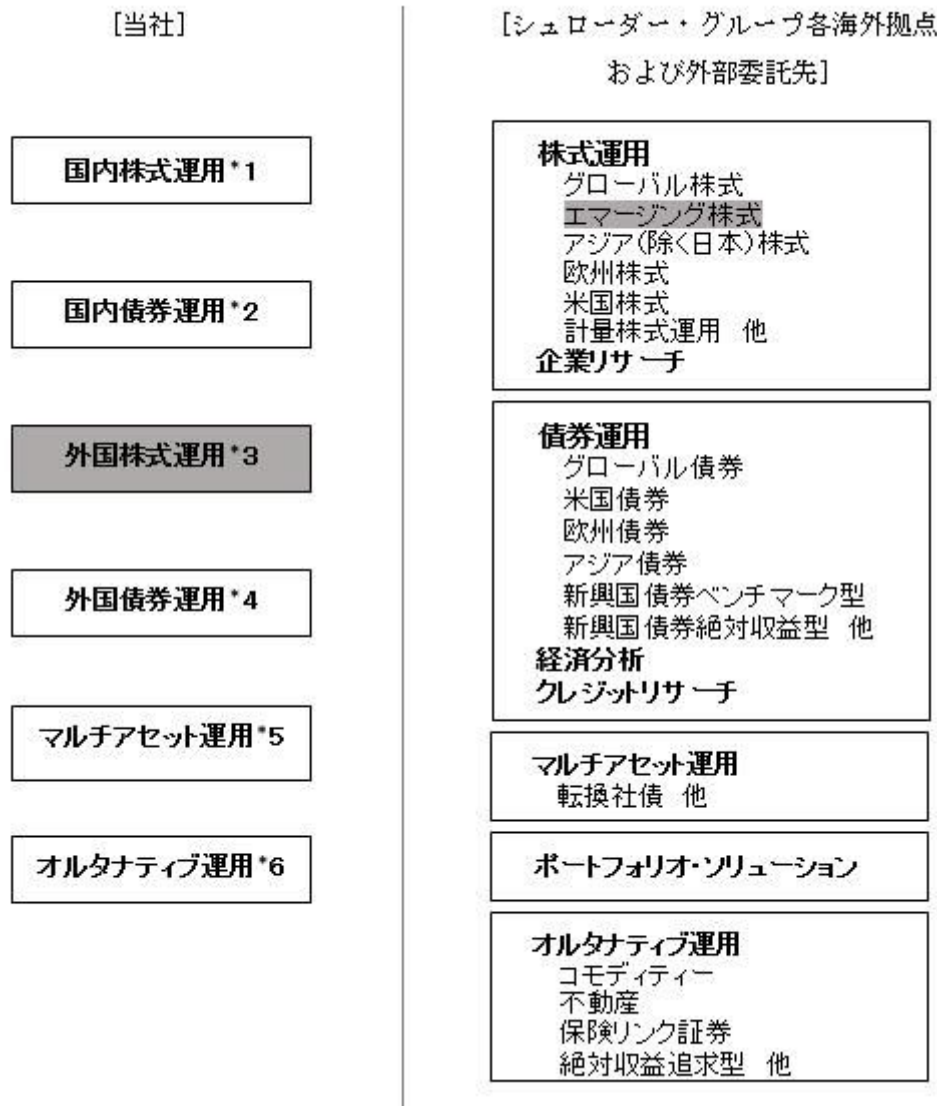 [当社]
国内株式運用*1
国内債券運用*2
外国株式運用*3
外国債券運用*4
マルチアセット運用*5
オルタナティブ運用*6
[シュローダー・グループ各海外拠点
および外部委託先]
株式運用
グローバル株式
エマージング株式
アジア(除く日本)株式
欧州株式
米国株式
計量株式運用 他
企業リサーチ
債券運用
グローバル債券
米国債券
欧州債券
アジア債券
新興国債券ベンチマーク型
新興国債券絶対収益型 他
経済分析
クレジットリサーチ
マルチアセット運用
転換社債 他
ポートフォリオ・ソリューション
オルタナティブ運用
コモディティー
不動産
保険リンク証券
絶対収益追求型 他